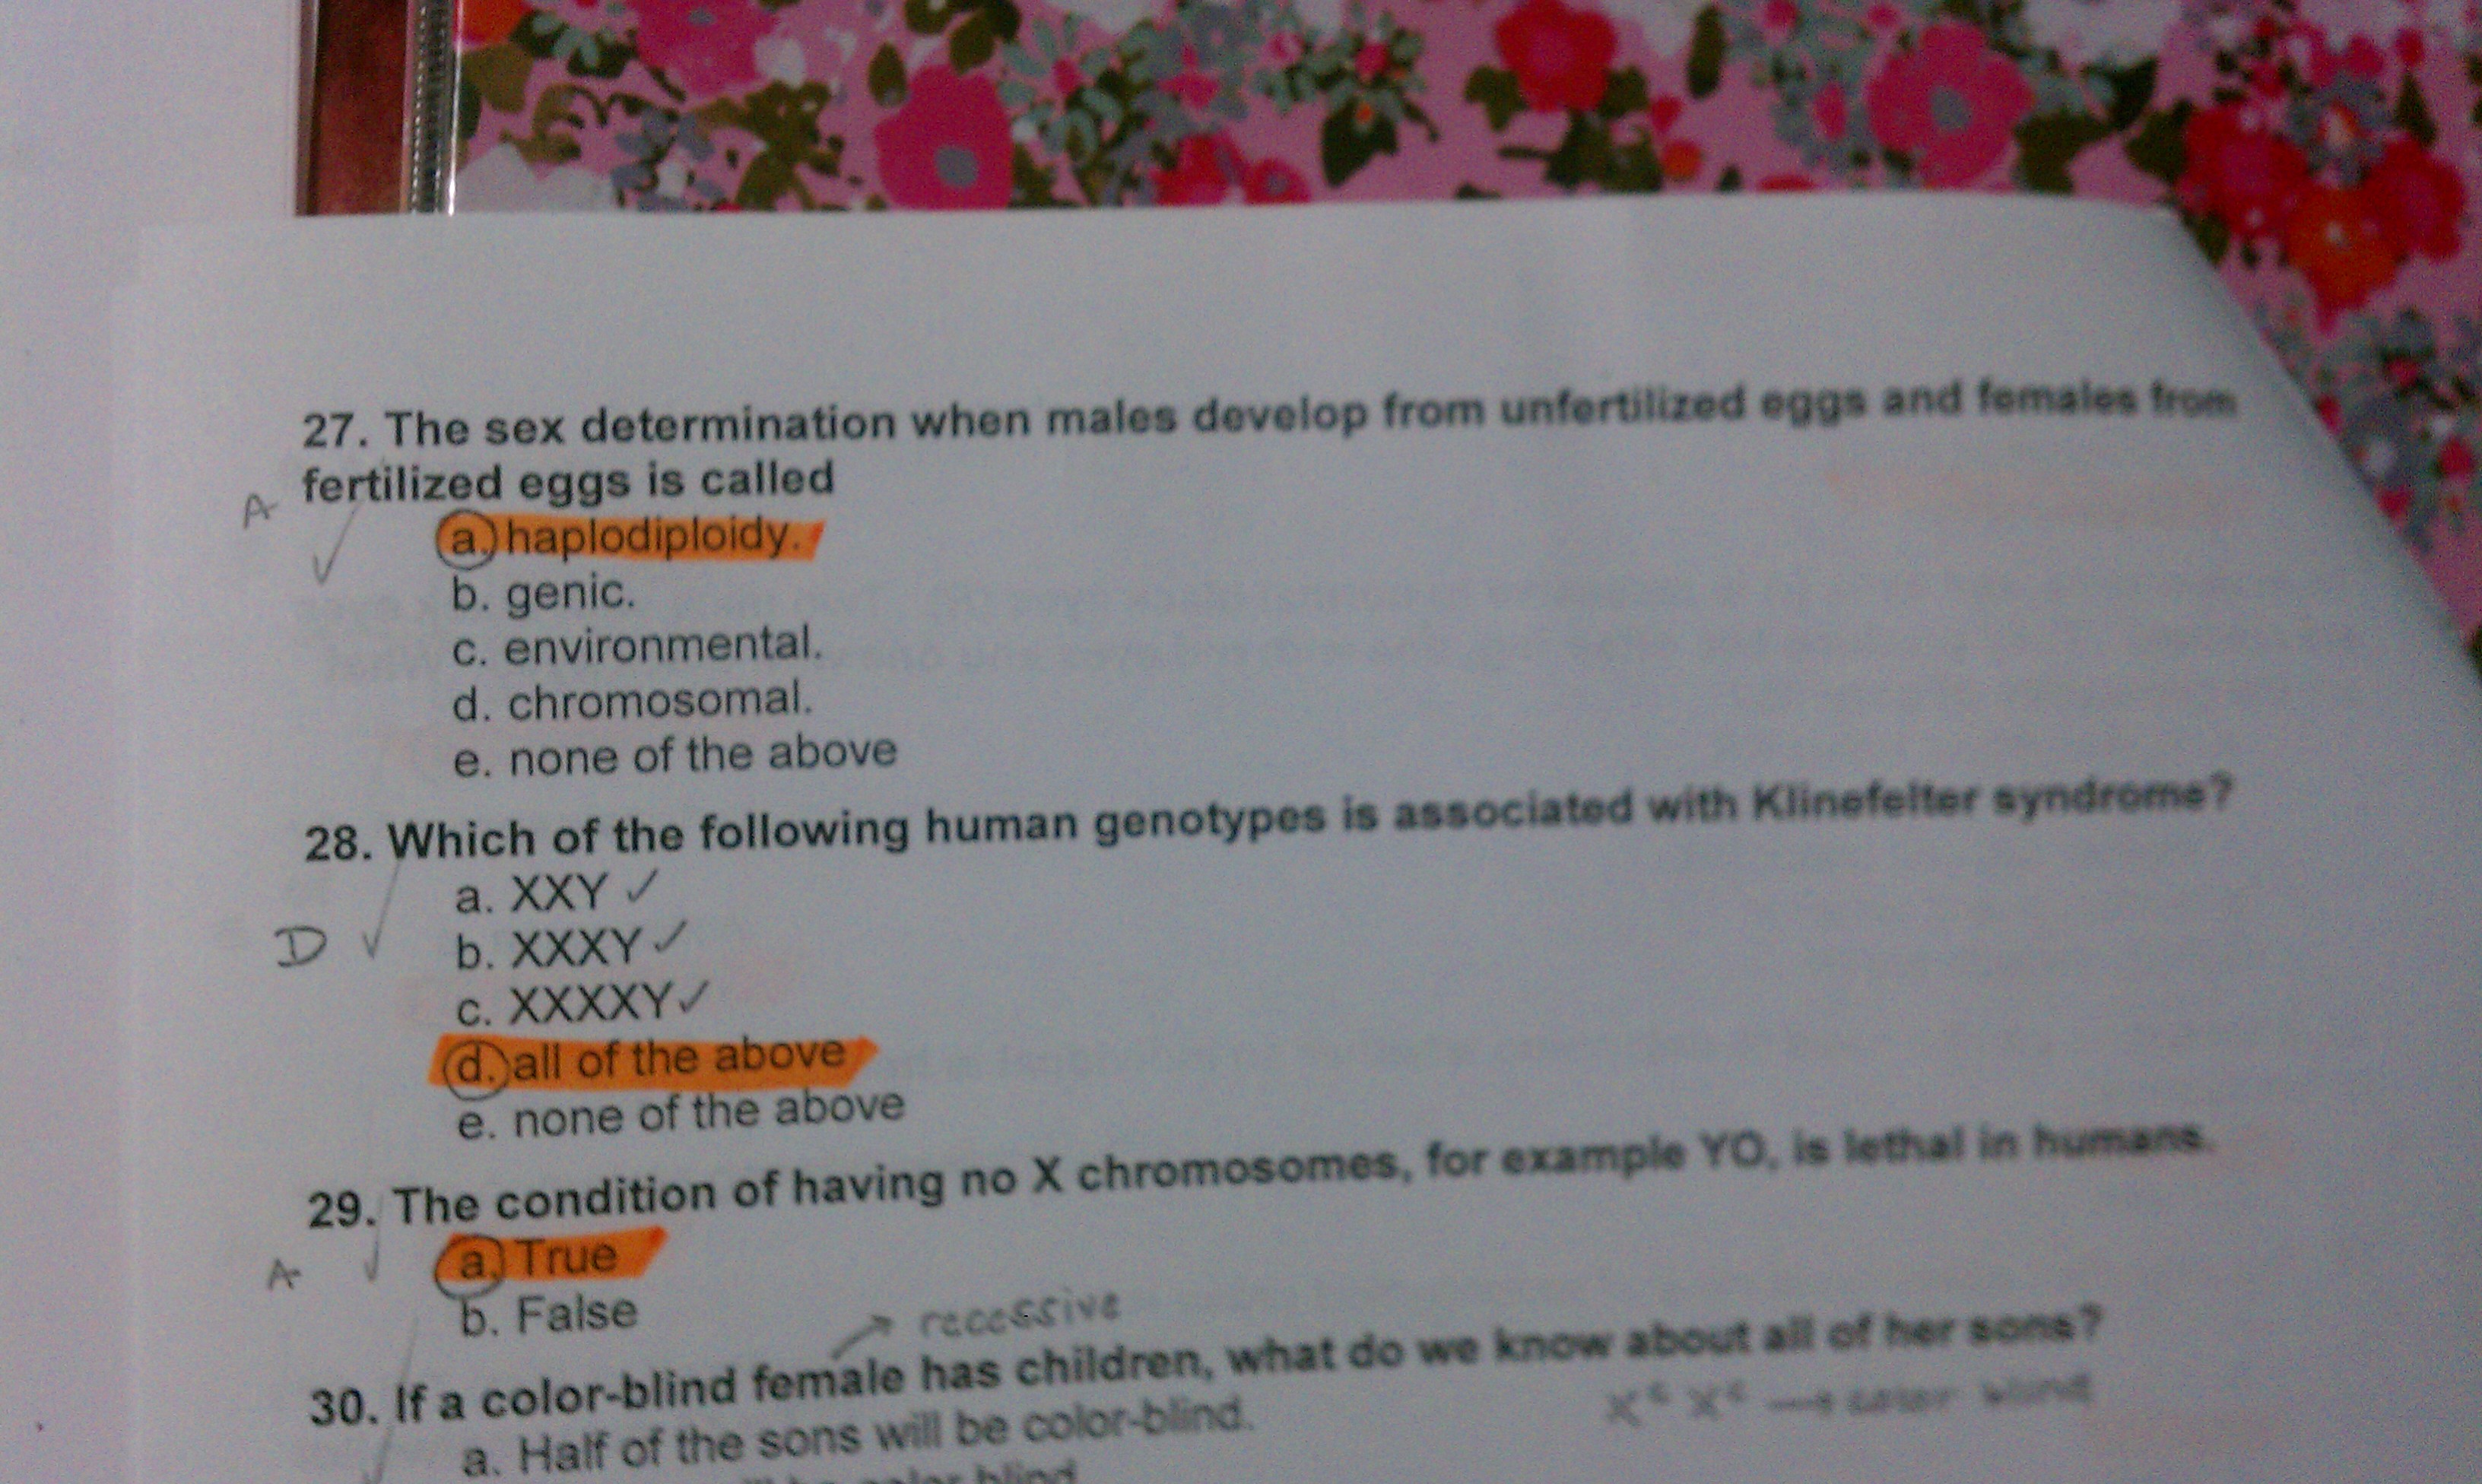 27. The sex determination when males develop from unfertilized eggs and females from
fertilized eggs is called
A
a. haplodiploidy.
b. genic.
c. environmental.
d. chromosomal.
e. none of the above
28. Which of the following human genotypes is associated with Klinefelter syndrome?
a. XXY ✓
D ✓ b. XXXY ✓
c. XXXXY ✓
d. all of the above
e. none of the above
29. The condition of having no X chromosomes, for example YO, is lethal in humans.
A a. True
b. False
recessive
30. If a color-blind female has children, what do we know about all of her sons?
X^c X^c → color blind
a. Half of the sons will be color-blind.
be color blind